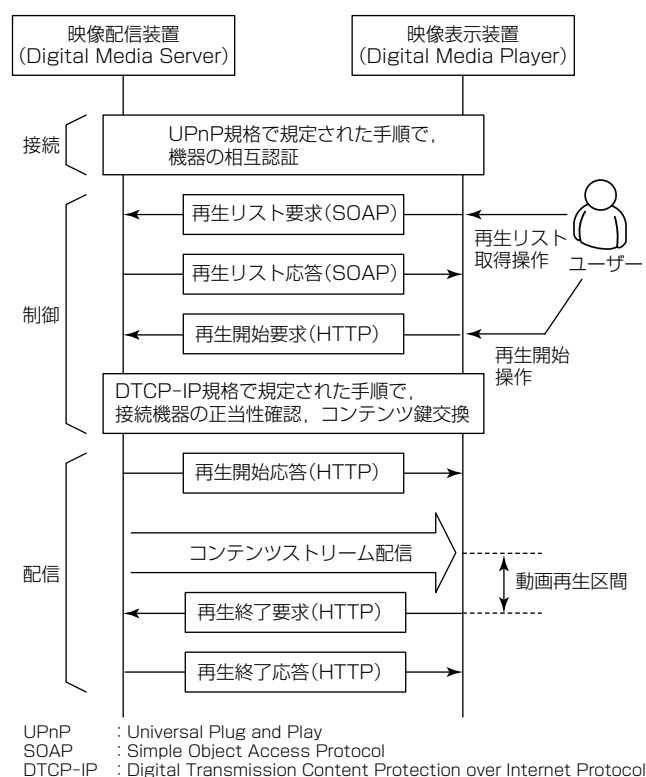 映像配信装置
(Digital Media Server)
映像表示装置
(Digital Media Player)
接続
UPnP規格で規定された手順で，
機器の相互認証
再生リスト要求(SOAP)
再生リスト
取得操作
ユーザー
再生リスト応答(SOAP)
制御
再生開始要求(HTTP)
再生開始
操作
DTCP-IP規格で規定された手順で，
接続機器の正当性確認，コンテンツ鍵交換
再生開始応答(HTTP)
配信
コンテンツストリーム配信
動画再生区間
再生終了要求(HTTP)
再生終了応答(HTTP)
UPnP : Universal Plug and Play
SOAP : Simple Object Access Protocol
DTCP-IP : Digital Transmission Content Protection over Internet Protocol